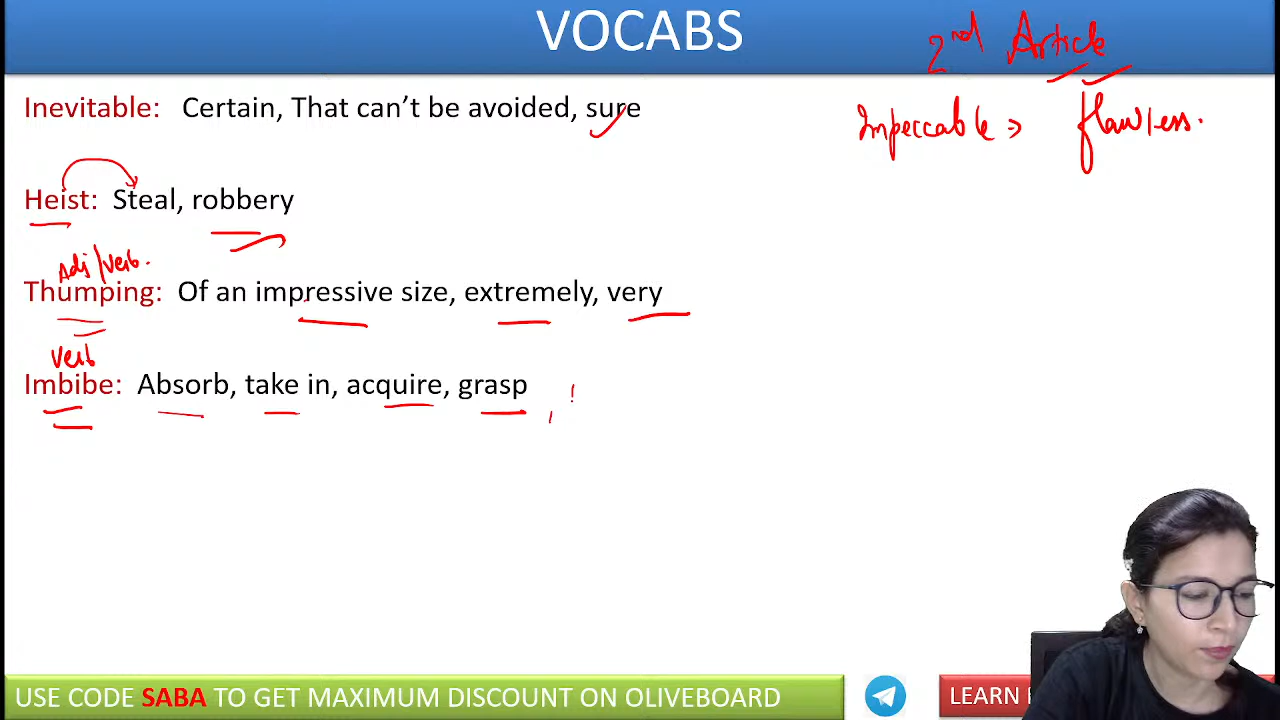 VOCABS
2nd Article
Inevitable: Certain, That can't be avoided, sure
Impeccable => flawless.
Heist: Steal, robbery
Adj/Verb.
Thumping: Of an impressive size, extremely, very
Verb
Imbibe: Absorb, take in, acquire, grasp
USE CODE SABA TO GET MAXIMUM DISCOUNT ON OLIVEBOARD
LEARN